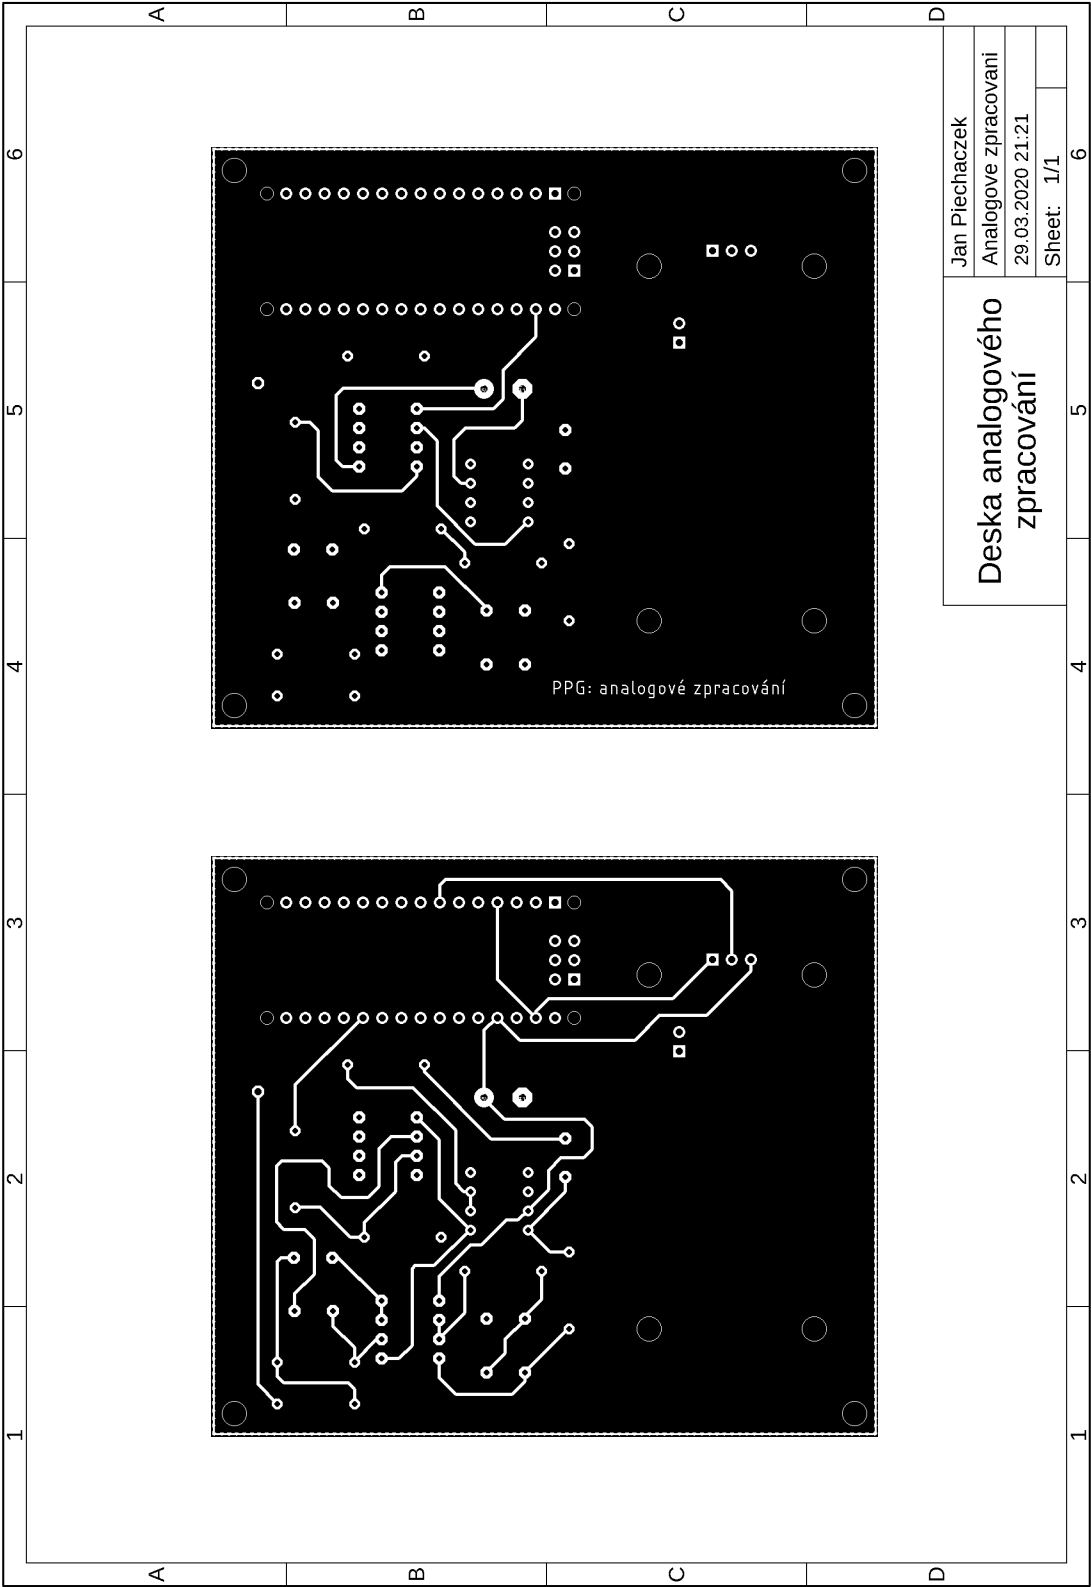 A
B
C
D
6
6
5
5
4
4
3
3
2
2
1
1
A
B
C
D
PPG: analogové zpracování
Jan Piechaczek
Analogove zpracovani
29.03.2020 21:21
Sheet: 1/1
Deska analogového
zpracování